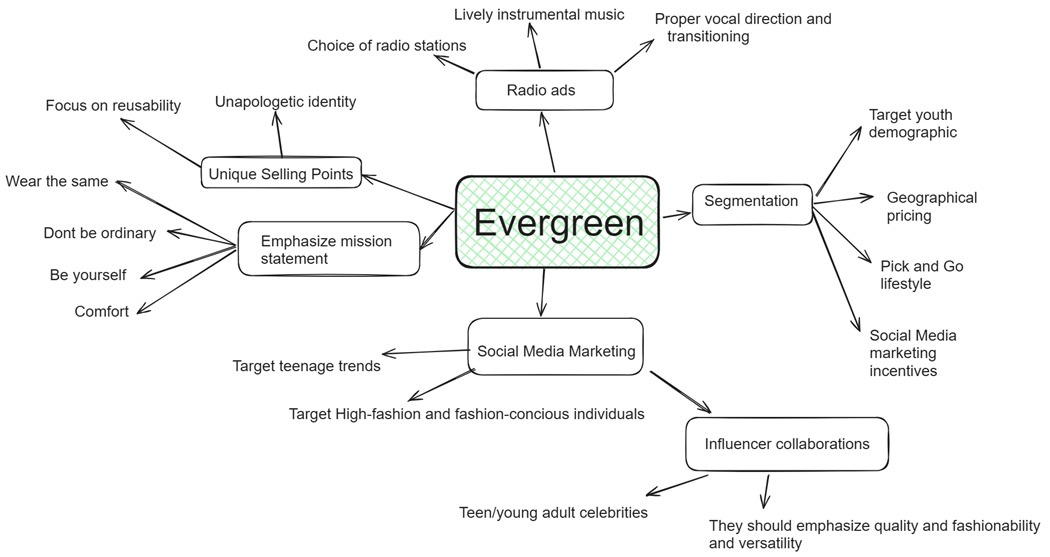 Lively instrumental music
Proper vocal direction and
transitioning
Choice of radio stations
Radio ads
Focus on reusability
Unapologetic identity
Target youth
demographic
Unique Selling Points
Wear the same
Geographical
pricing
Segmentation
Evergreen
Dont be ordinary
Emphasize mission
statement
Be yourself
Pick and Go
lifestyle
Comfort
Social Media
marketing
incentives
Social Media Marketing
Target teenage trends
Target High-fashion and fashion-concious individuals
Influencer collaborations
Teen/young adult celebrities
They should emphasize quality and fashionability
and versatility